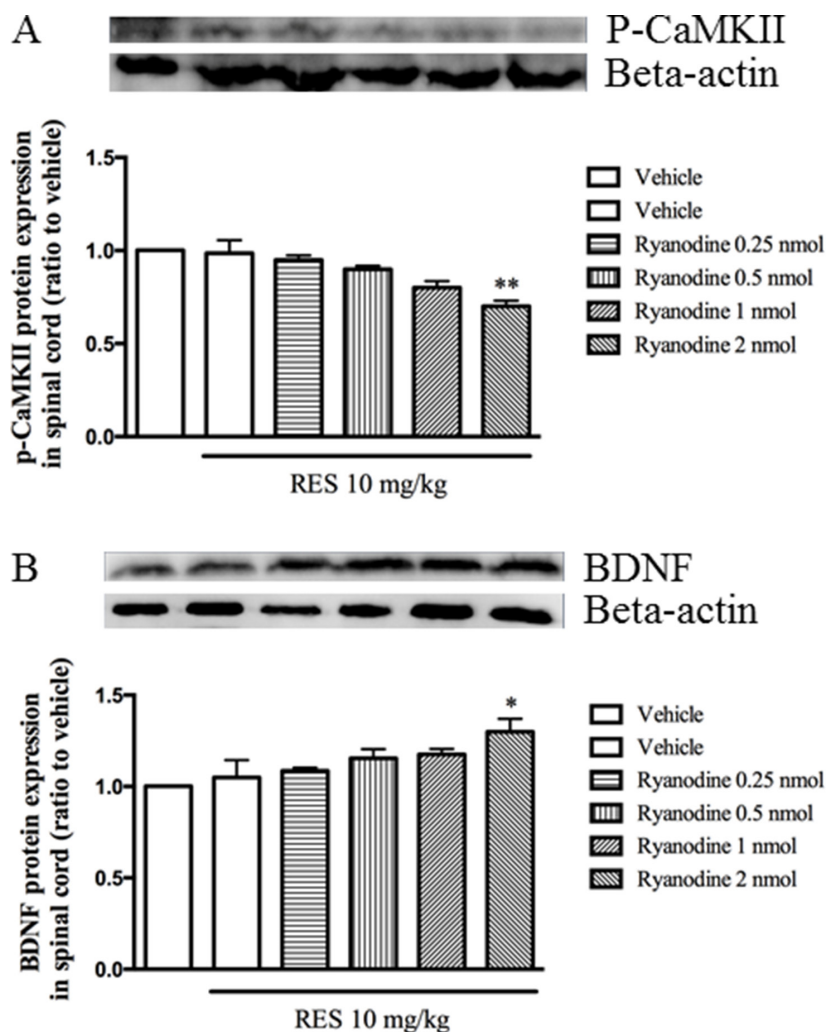 A
P-CaMKII
Beta-actin
p-CaMKII protein expression
in spinal cord (ratio to vehicle)
1.5
1.0
0.5
0.0
**
RES 10 mg/kg
Vehicle
Vehicle
Ryanodine 0.25 nmol
Ryanodine 0.5 nmol
Ryanodine 1 nmol
Ryanodine 2 nmol
B
BDNF
Beta-actin
BDNF protein expression
in spinal cord (ratio to vehicle)
1.5
1.0
0.5
0.0
*
RES 10 mg/kg
Vehicle
Vehicle
Ryanodine 0.25 nmol
Ryanodine 0.5 nmol
Ryanodine 1 nmol
Ryanodine 2 nmol